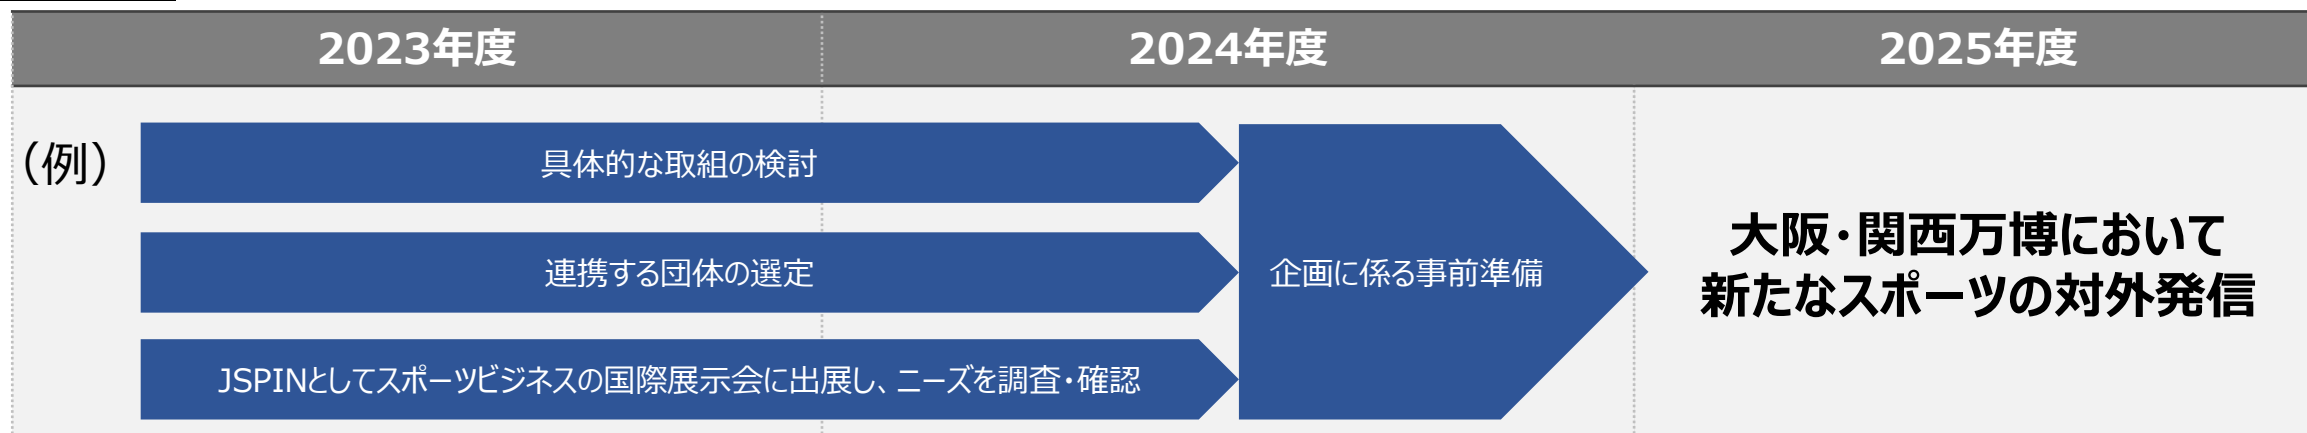 2023年度
2024年度
2025年度
（例）
具体的な取組の検討
連携する団体の選定
JSPINとしてスポーツビジネスの国際展示会に出展し、ニーズを調査・確認
企画に係る事前準備
大阪・関西万博において
新たなスポーツの対外発信